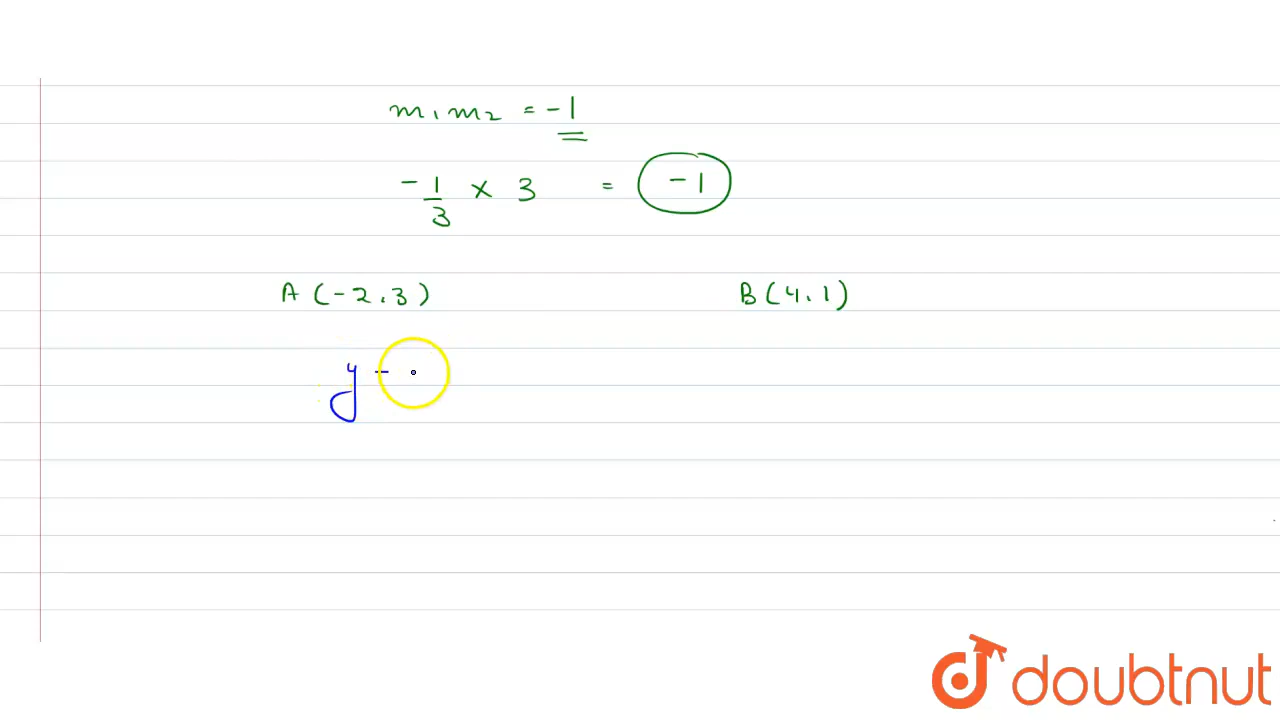 m1m2 = -1
-1/3 × 3 = -1
A (-2, 3) B (4, 1)
y -
doubtnut